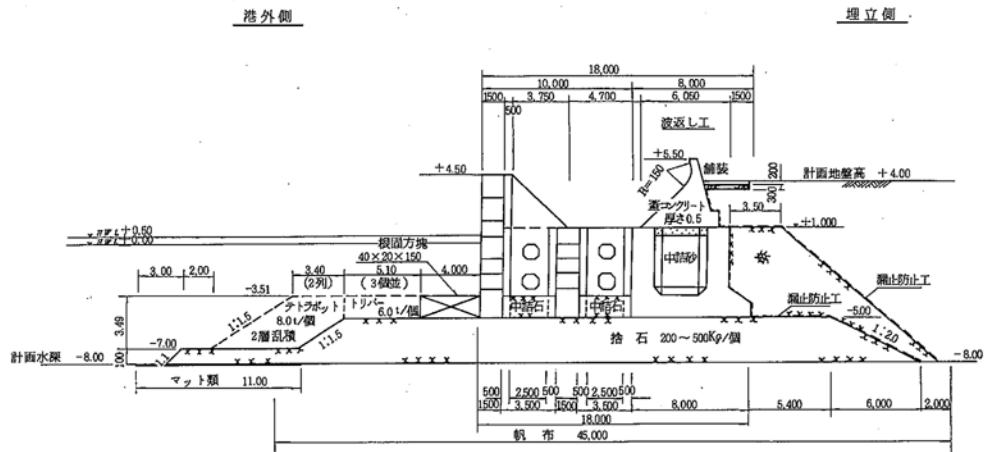 港外側
埋立側
18,000
10,000
8,000
1500
3,750
4,700
6,050
1500
500
波返し工
+5.50
舗装
+4.50
R=150
計画地盤高 +4.00
200
300
蓋コンクリート
厚さ0.5
3.50
+1.000
+0.50
±0.00
根固方塊
40×20×150
中詰砂
3.00
2.00
3.40
(2列)
5.10
(3個並)
4.000
-3.51
テトラポット
8.0t/個
2層乱積
トリバー
6.0t/個
中詰石
中詰石
漏止防止工
漏止防止工
1:1.5
3.49
-7.00
1:1.5
-5.00
1:2.0
捨石 200~500Kg/個
計画水深 -8.00
100
1:1
-8.00
マット類 11.00
500
2,500
500
500
2,500
500
1500
3,500
1500
3,500
8,000
5,400
6,000
2,000
18,000
帆布 45,000